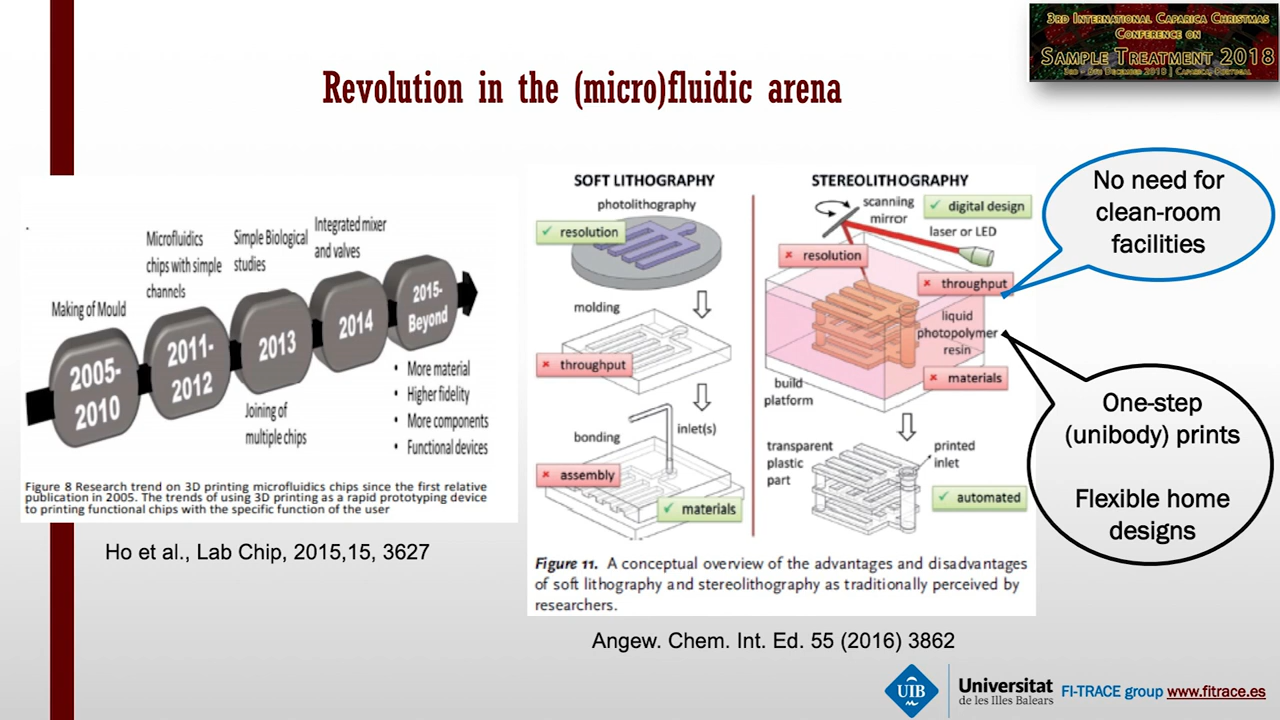 3rd International Caparica Christmas
Conference on
Sample Treatment 2018
3rd - 6th December 2018 | Caparica-Portugal
Revolution in the (micro)fluidic arena
Making of Mould
Microfluidics
chips with simple
channels
Simple Biological
studies
Integrated mixer
and valves
2005-
2010
2011-
2012
2013
2014
2015-
Beyond
Joining of
multiple chips
• More material
• Higher fidelity
• More components
• Functional devices
Figure 8 Research trend on 3D printing microfluidics chips since the first relative
publication in 2005. The trends of using 3D printing as a rapid prototyping device
to printing functional chips with the specific function of the user
Ho et al., Lab Chip, 2015,15, 3627
SOFT LITHOGRAPHY
photolithography
✓ resolution
molding
× throughput
bonding
inlet(s)
× assembly
✓ materials
STEREOLITHOGRAPHY
scanning
mirror
✓ digital design
laser or LED
× resolution
× throughput
liquid
photopolymer
resin
× materials
build
platform
transparent
plastic
part
printed
inlet
✓ automated
Figure 11. A conceptual overview of the advantages and disadvantages
of soft lithography and stereolithography as traditionally perceived by
researchers.
Angew. Chem. Int. Ed. 55 (2016) 3862
No need for
clean-room
facilities
One-step
(unibody) prints
Flexible home
designs
UIB
Universitat
de les Illes Balears
FI-TRACE group www.fitrace.es